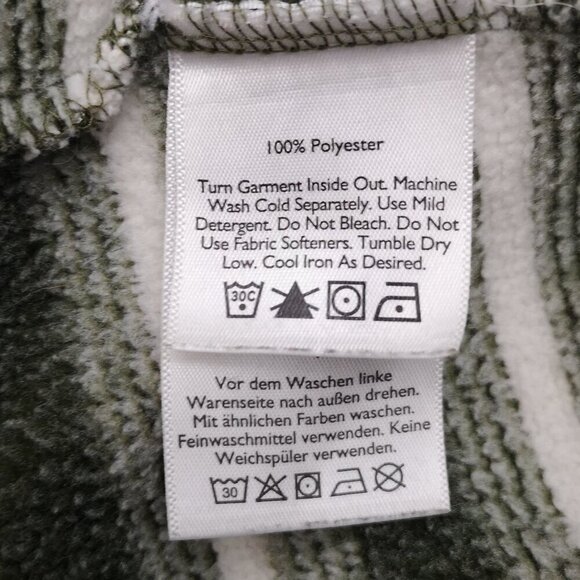 100% Polyester
Turn Garment Inside Out. Machine
Wash Cold Separately. Use Mild
Detergent. Do Not Bleach. Do Not
Use Fabric Softeners. Tumble Dry
Low. Cool Iron As Desired.
30C
Vor dem Waschen linke
Warenseite nach außen drehen.
Mit ähnlichen Farben waschen.
Feinwaschmittel verwenden. Keine
Weichspüler verwenden.
30